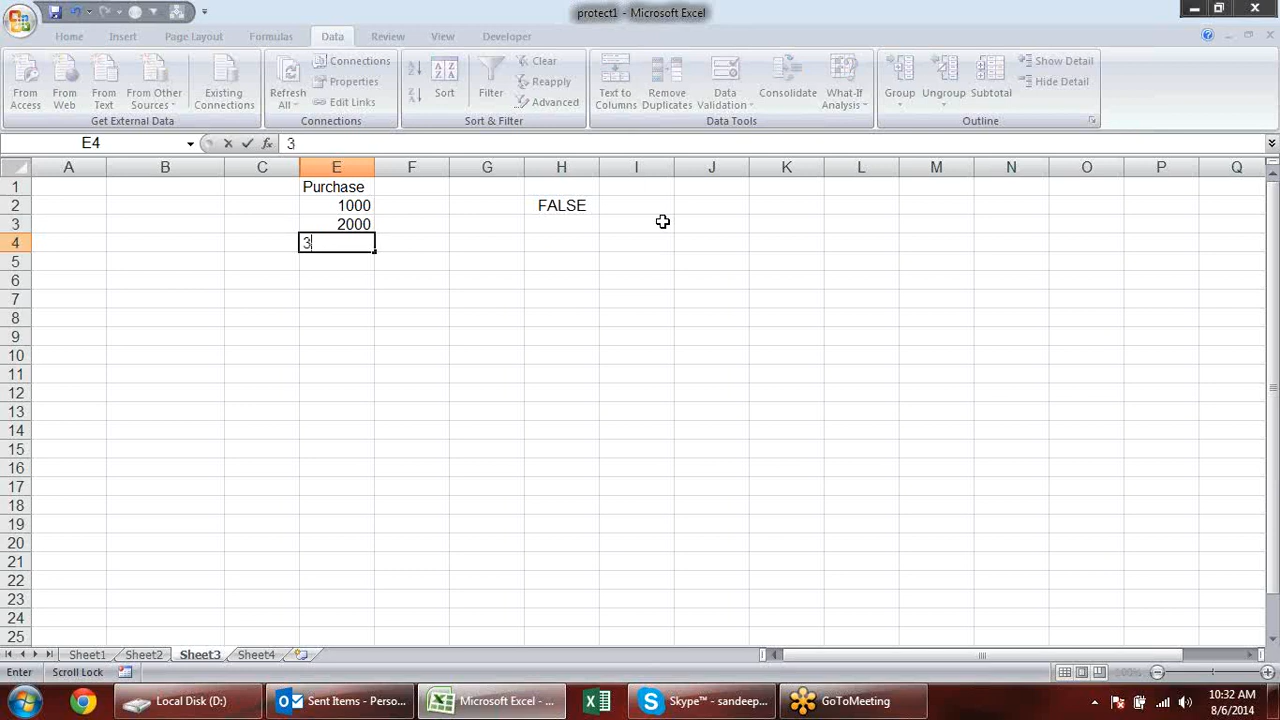 protect1 - Microsoft Excel
Home Insert Page Layout Formulas Data Review View Developer
From Access
From Web
From Text
From Other Sources
Existing Connections
Get External Data
Refresh All
Connections
Properties
Edit Links
Connections
Sort
Filter
Clear
Reapply
Advanced
Sort & Filter
Text to Columns
Remove Duplicates
Data Validation
Consolidate
What-If Analysis
Data Tools
Group
Ungroup
Subtotal
Show Detail
Hide Detail
Outline
E4 fx 3
A B C E F G H I J K L M N O P Q
1 Purchase
2 1000 FALSE
3 2000
4 3
5
6
7
8
9
10
11
12
13
14
15
16
17
18
19
20
21
22
23
24
25
Sheet1 Sheet2 Sheet3 Sheet4
Enter Scroll Lock 100%
Local Disk (D:) Sent Items - Perso... Microsoft Excel - ... Skype™ - sandeep... GoToMeeting 10:32 AM
8/6/2014